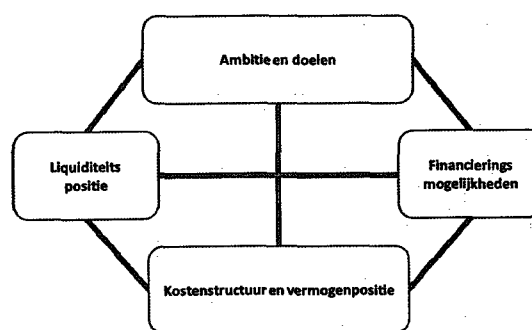 Ambitie en doelen
Liquiditeits
positie
Financierings
mogelijkheden
Kostenstructuur en vermogenpositie